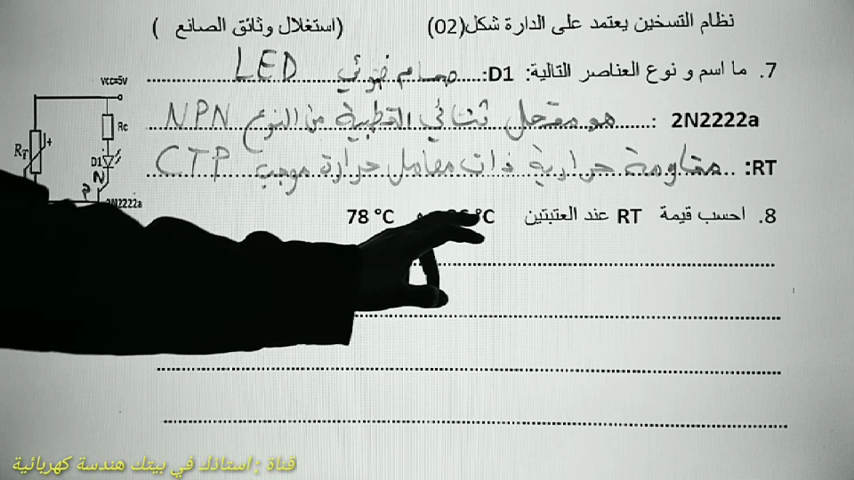 نظام التسخين يعتمد على الدارة شكل(02) (استغلال وثائق الصانع )
7. ما اسم و نوع العناصر التالية: D1: صمام ضوئي LED
2N2222a : هو مقحل ثنائي القطبية من النوع NPN
RT: مقاومة حرارية ذات معامل حرارة موجب CTP
8. احسب قيمة RT عند العتبتين °C 78 °C
vcc=5v
Rc
RT
t+
D1
N
P
2N2222a
قناة : استاذك في بيتك هندسة كهربائية